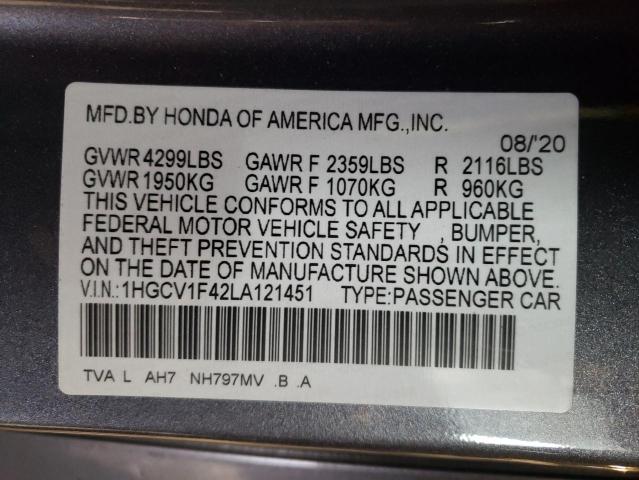 MFD.BY HONDA OF AMERICA MFG.,INC.
08/'20
GVWR 4299LBS GAWR F 2359LBS R 2116LBS
GVWR 1950KG GAWR F 1070KG R 960KG
THIS VEHICLE CONFORMS TO ALL APPLICABLE
FEDERAL MOTOR VEHICLE SAFETY , BUMPER,
AND THEFT PREVENTION STANDARDS IN EFFECT
ON THE DATE OF MANUFACTURE SHOWN ABOVE.
V.I.N.:1HGCV1F42LA121451 TYPE:PASSENGER CAR
TVA L AH7 NH797MV .B .A